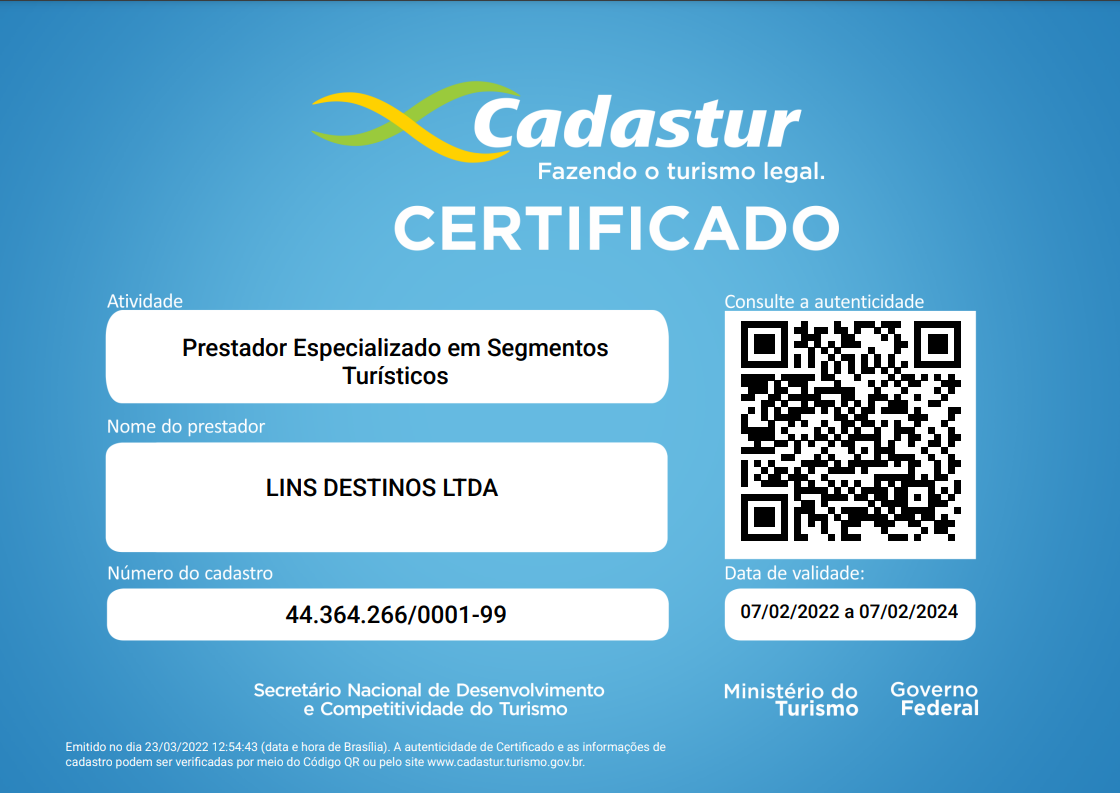 Cadastur
Fazendo o turismo legal.
CERTIFICADO
Atividade
Prestador Especializado em Segmentos
Turísticos
Nome do prestador
LINS DESTINOS LTDA
Número do cadastro
44.364.266/0001-99
Consulte a autenticidade
Data de validade:
07/02/2022 a 07/02/2024
Secretário Nacional de Desenvolvimento
e Competitividade do Turismo
Ministério do
Turismo
Governo
Federal
Emitido no dia 23/03/2022 12:54:43 (data e hora de Brasília). A autenticidade de Certificado e as informações de
cadastro podem ser verificadas por meio do Código QR ou pelo site www.cadastur.turismo.gov.br.